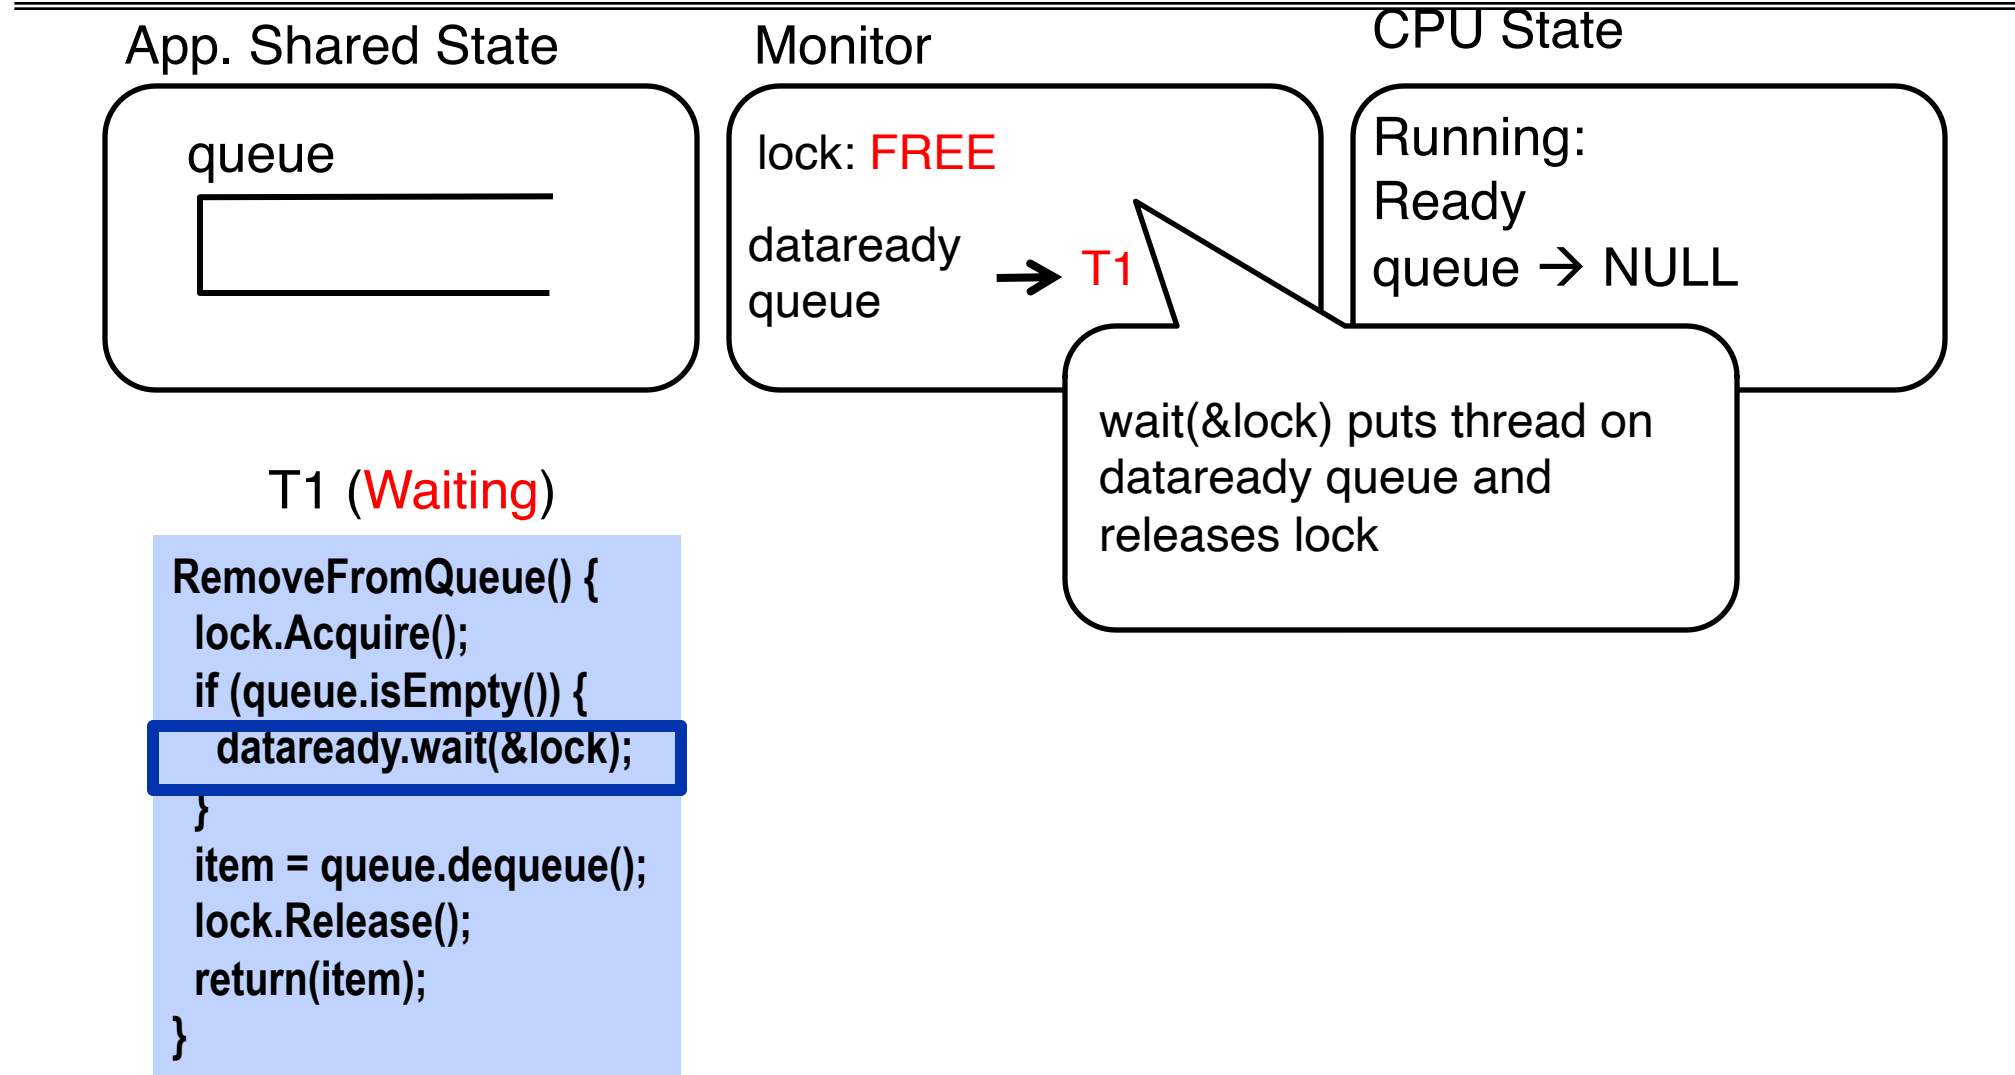 App. Shared State
Monitor
CPU State
queue
lock: FREE
dataready
queue
→ T1
Running:
Ready
queue → NULL
wait(&lock) puts thread on
dataready queue and
releases lock
T1 (Waiting)
RemoveFromQueue() {
lock.Acquire();
if (queue.isEmpty()) {
dataready.wait(&lock);
}
item = queue.dequeue();
lock.Release();
return(item);
}